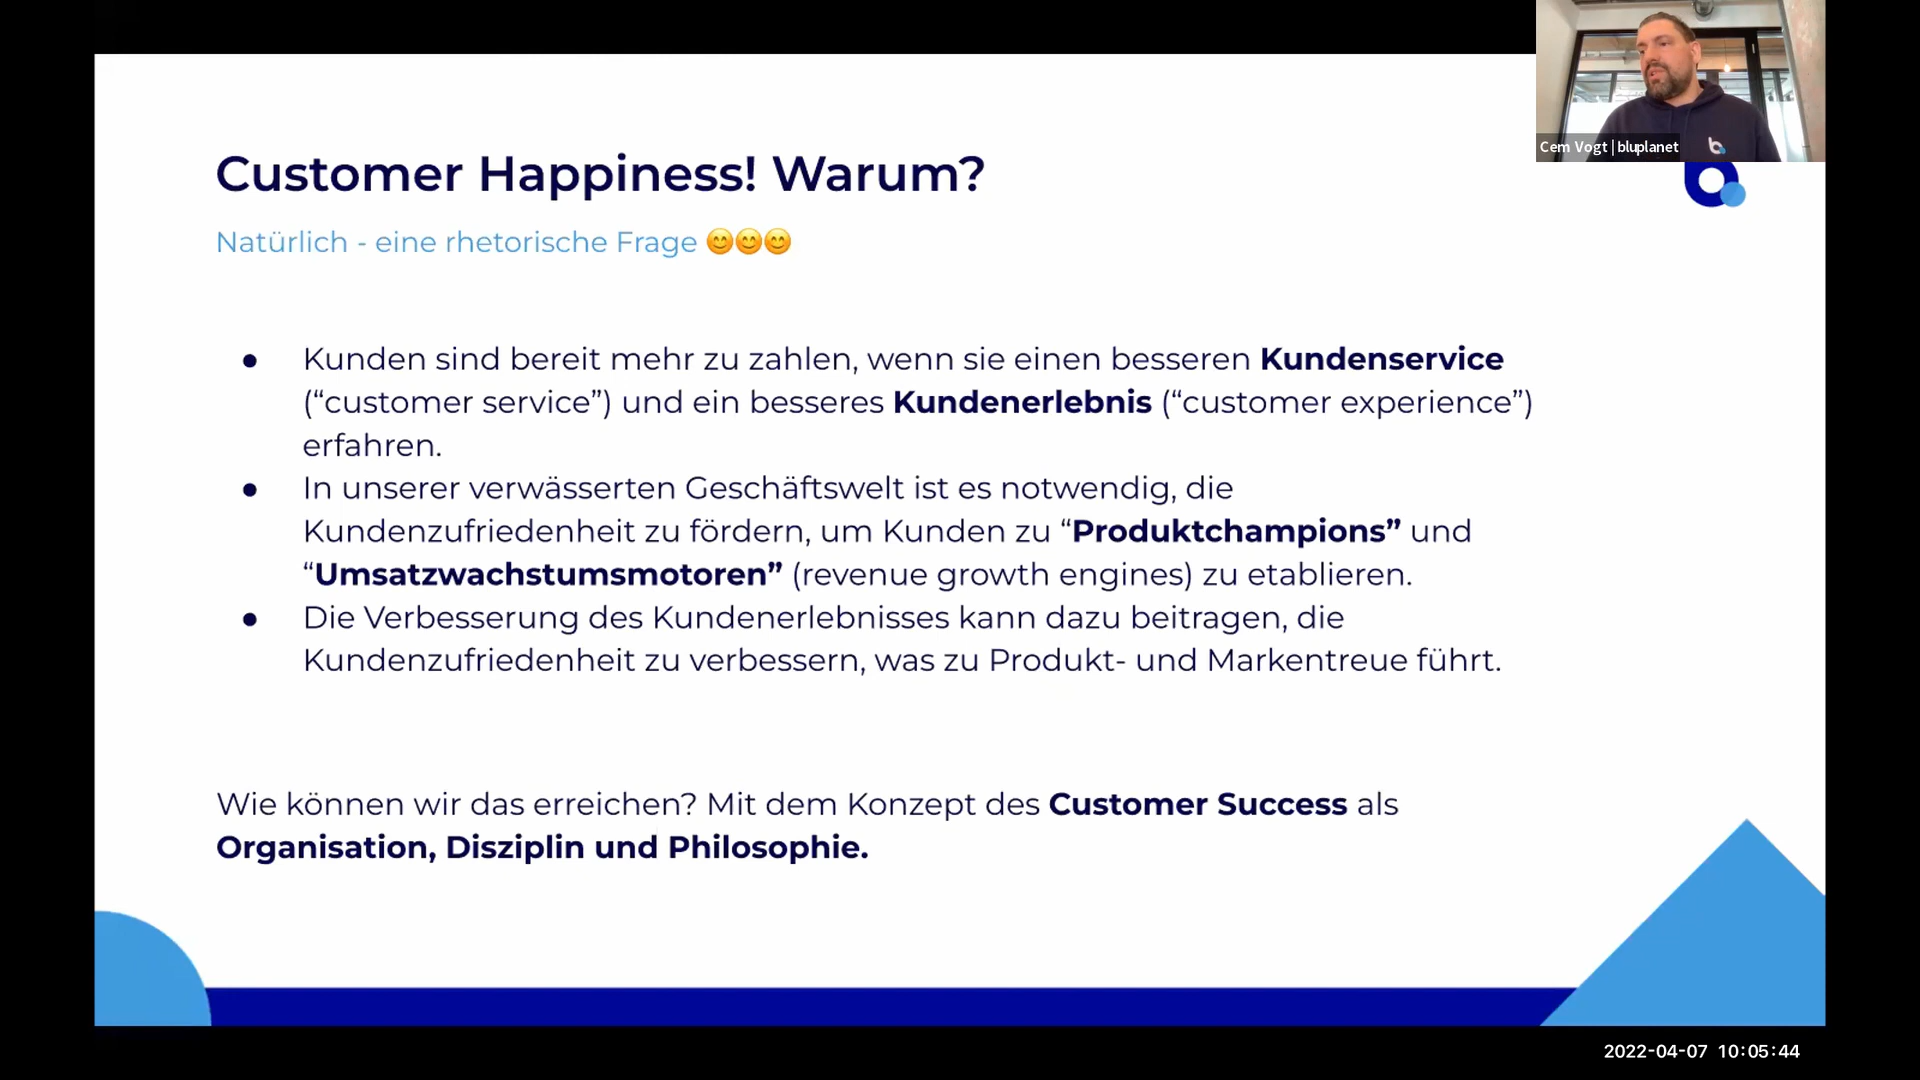 Cem Vogt | bluplanet
Customer Happiness! Warum?
Natürlich - eine rhetorische Frage 😊😊😊
● Kunden sind bereit mehr zu zahlen, wenn sie einen besseren Kundenservice
(“customer service”) und ein besseres Kundenerlebnis (“customer experience”)
erfahren.
● In unserer verwässerten Geschäftswelt ist es notwendig, die
Kundenzufriedenheit zu fördern, um Kunden zu “Produktchampions” und
“Umsatzwachstumsmotoren” (revenue growth engines) zu etablieren.
● Die Verbesserung des Kundenerlebnisses kann dazu beitragen, die
Kundenzufriedenheit zu verbessern, was zu Produkt- und Markentreue führt.
Wie können wir das erreichen? Mit dem Konzept des Customer Success als
Organisation, Disziplin und Philosophie.
2022-04-07 10:05:44